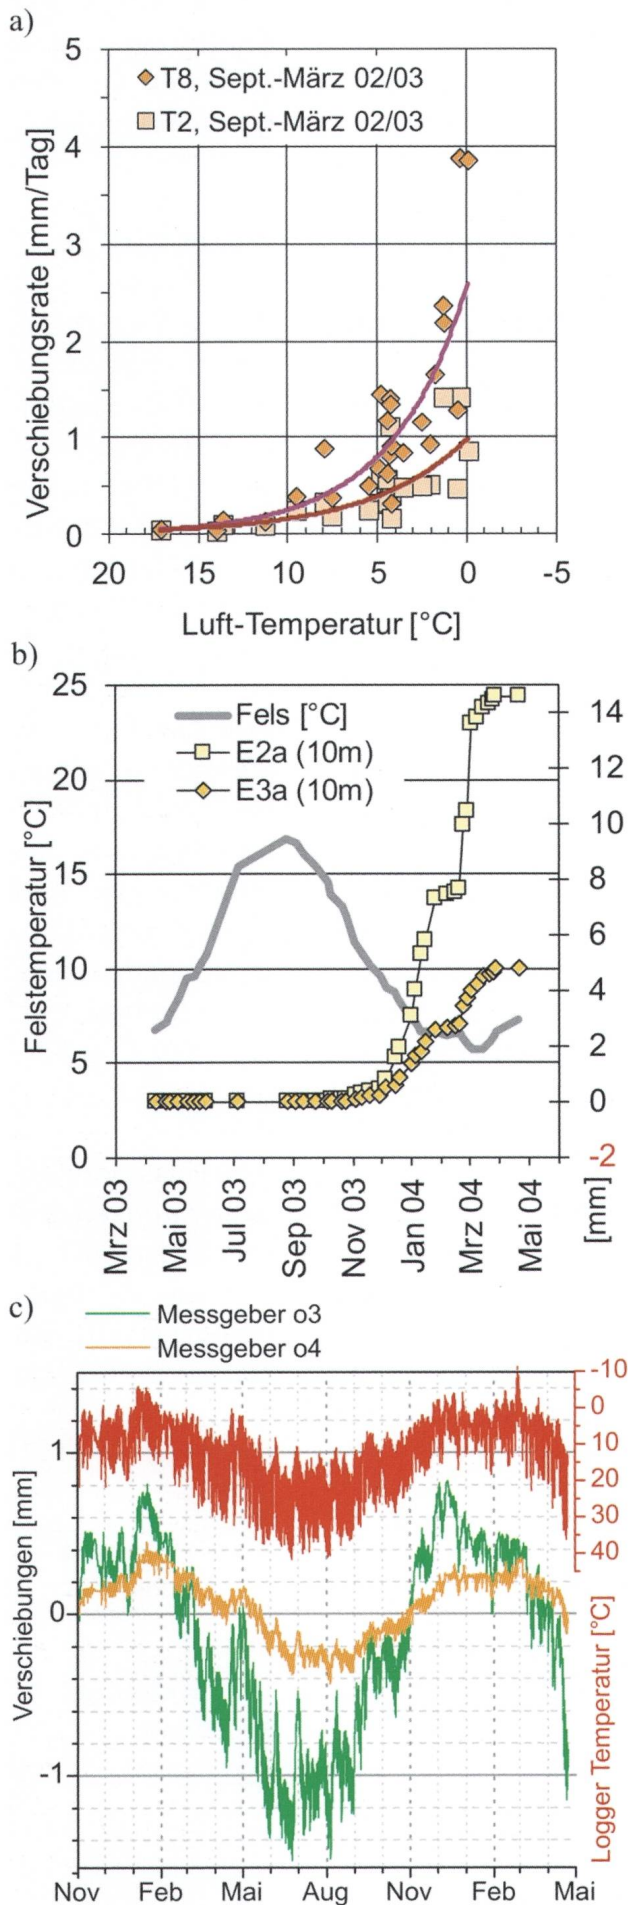 a)
5
4
3
2
1
0
Verschiebungsrate [mm/Tag]
T8, Sept.-März 02/03
T2, Sept.-März 02/03
20 15 10 5 0 -5
Luft-Temperatur [°C]
b)
25
20
15
10
5
0
Felstemperatur [°C]
Fels [°C]
E2a (10m)
E3a (10m)
14
12
10
8
6
4
2
0
-2
[mm]
Mrz 03
Mai 03
Jul 03
Sep 03
Nov 03
Jan 04
Mrz 04
Mai 04
c)
Messgeber o3
Messgeber o4
1
0
-1
Verschiebungen [mm]
-10
0
10
20
30
40
Logger Temperatur [°C]
Nov Feb Mai Aug Nov Feb Mai